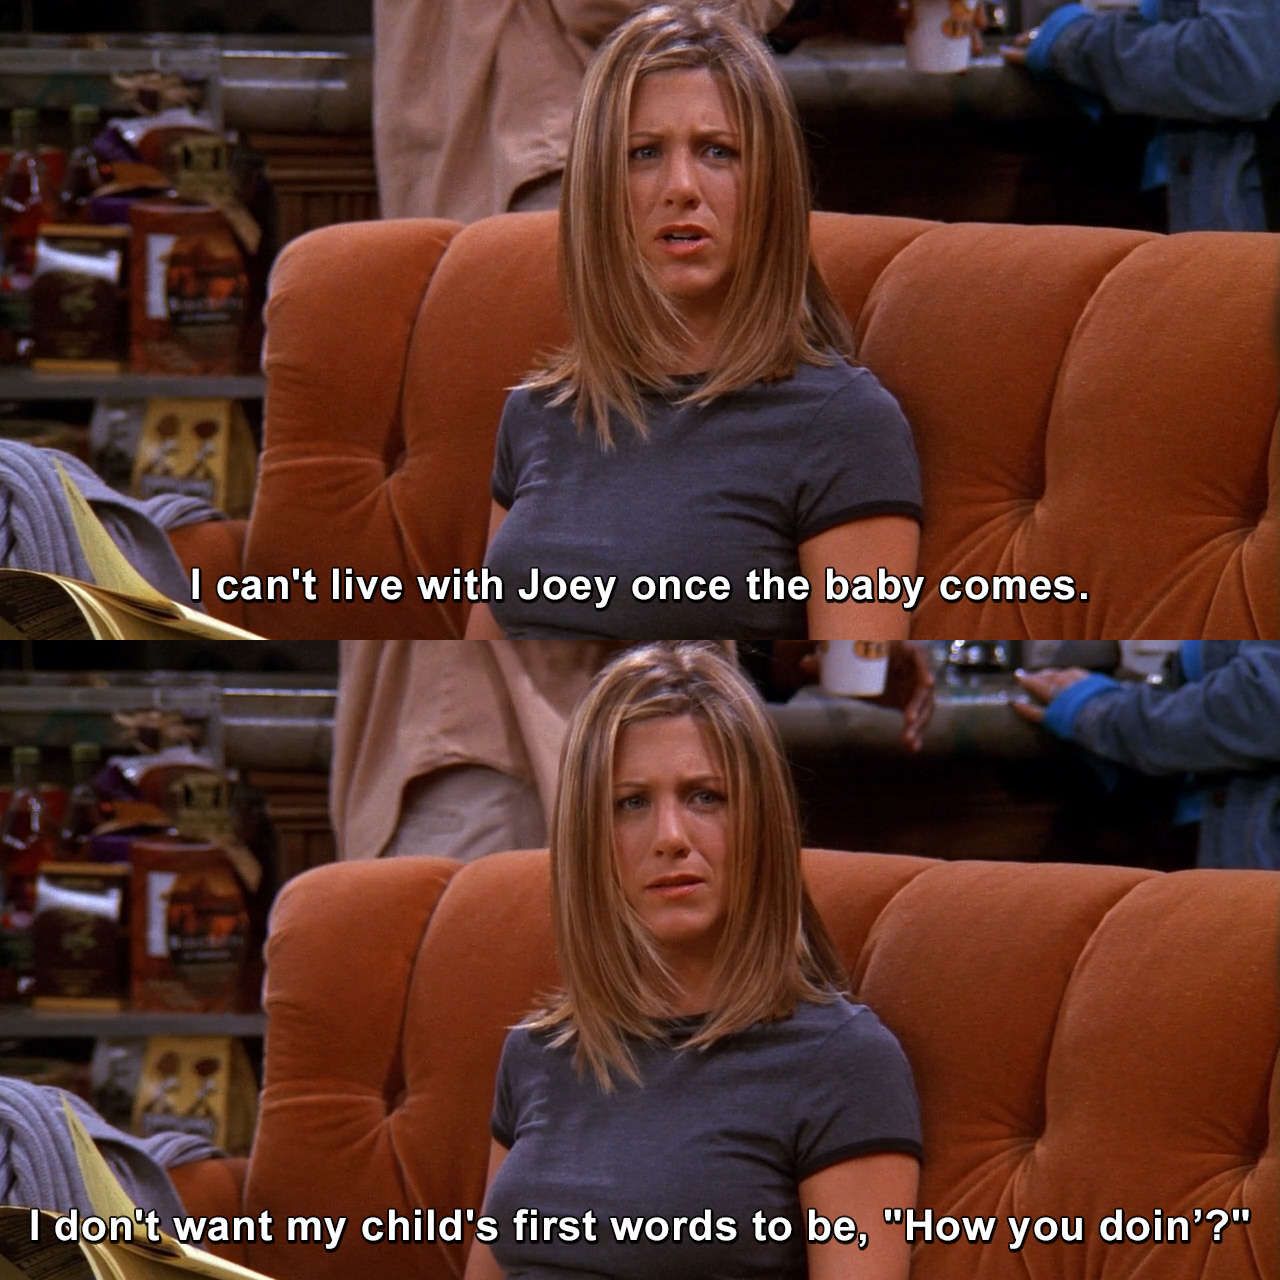 I can't live with Joey once the baby comes.
I don't want my child's first words to be, "How you doin’?"